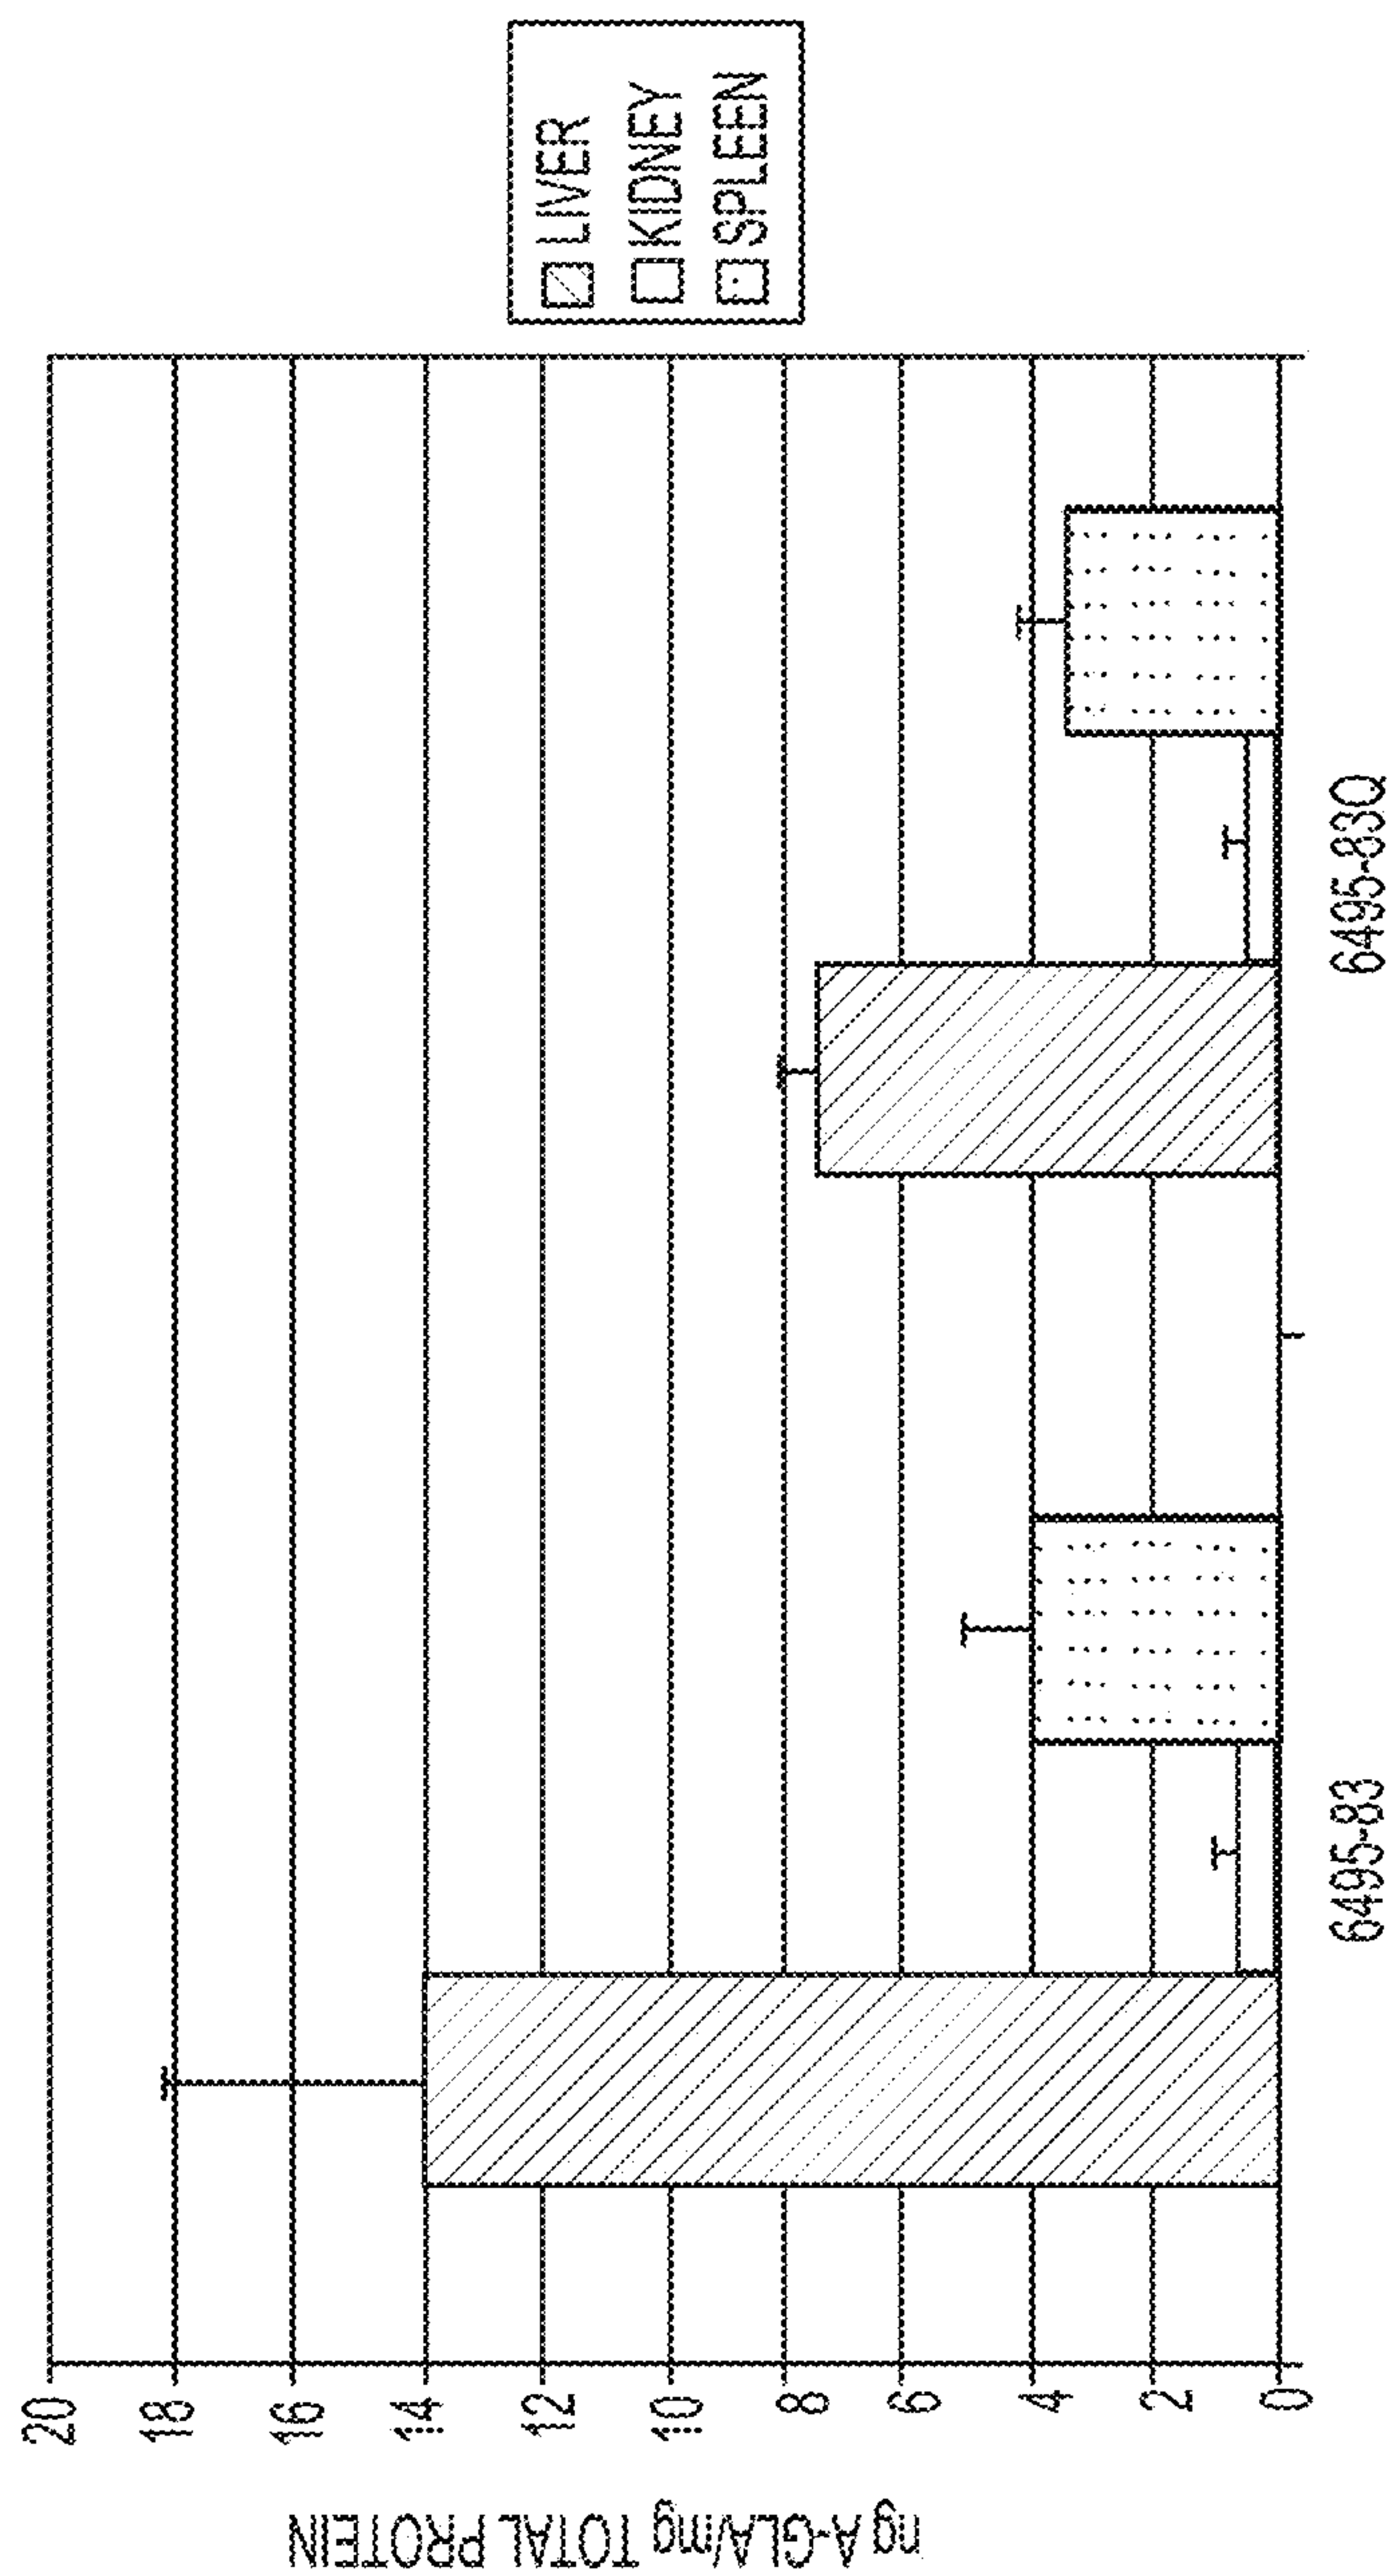 ng A-GLA/mg TOTAL PROTEIN
20
18
16
14
12
10
8
6
4
2
0
6495-83
6495-83Q
LIVER
KIDNEY
SPLEEN